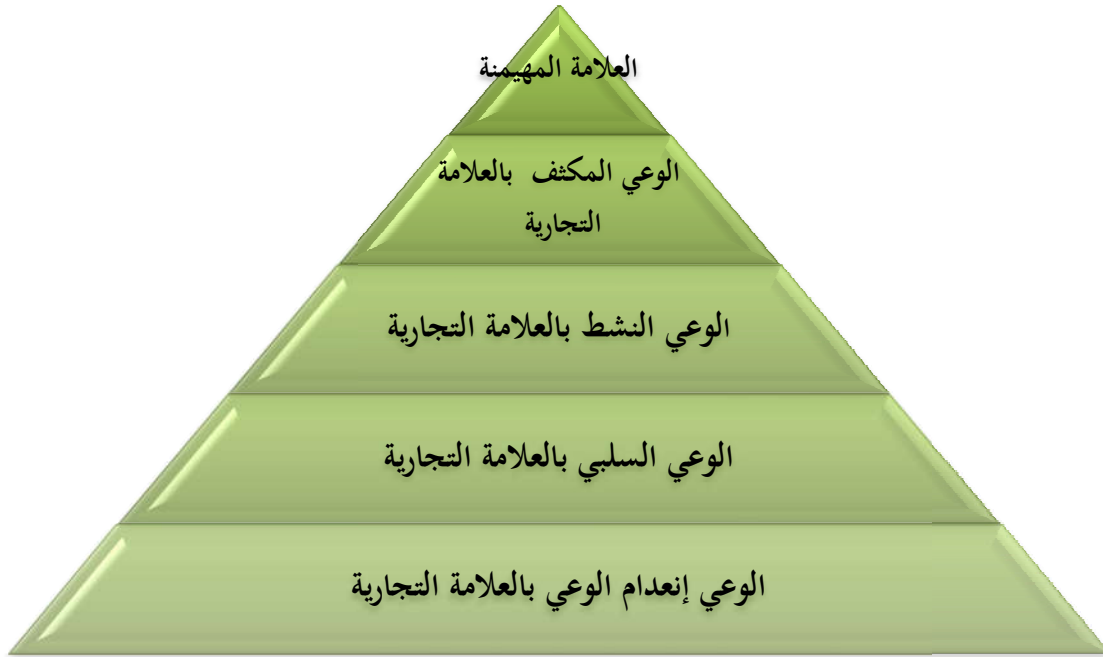 العلامة المهيمنة
الوعي المكثف بالعلامة
التجارية
الوعي النشط بالعلامة التجارية
الوعي السلبي بالعلامة التجارية
الوعي إنعدام الوعي بالعلامة التجارية